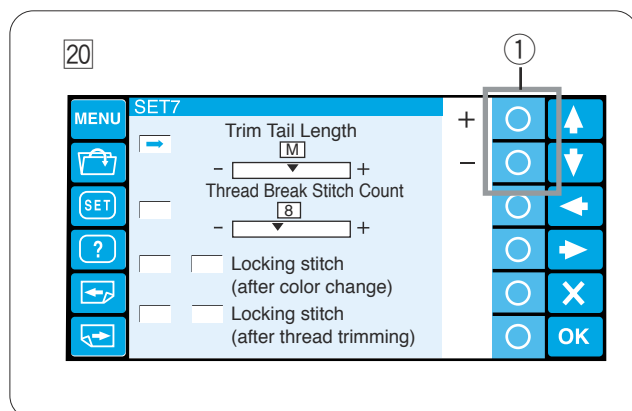 20
1
MENU
SET7
+
Trim Tail Length
M
- +
−
Thread Break Stitch Count
8
- +
SET
?
Locking stitch
(after color change)
Locking stitch
(after thread trimming)
X
OK